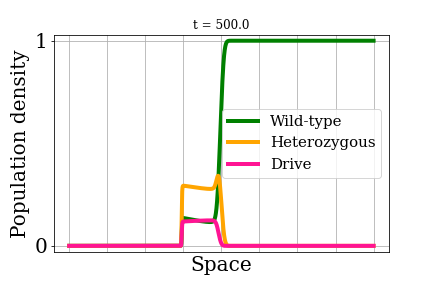 t = 500.0
Population density
1
0
Wild-type
Heterozygous
Drive
Space